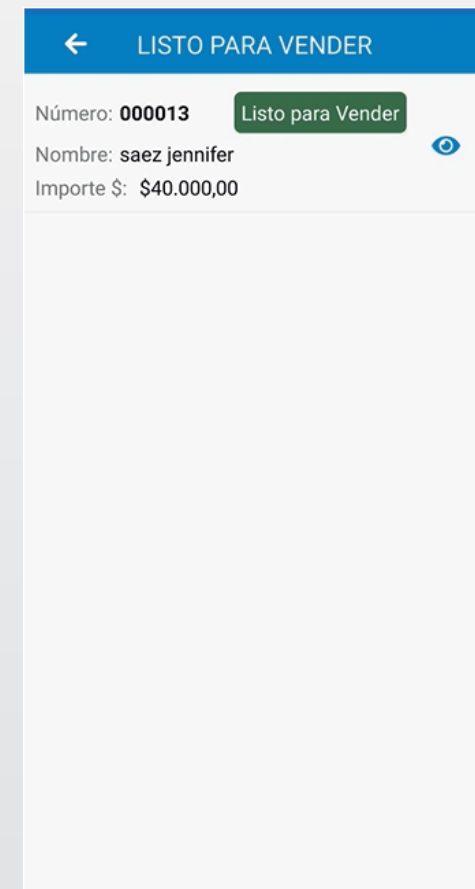 LISTO PARA VENDER
Número: 000013 Listo para Vender
Nombre: saez jennifer
Importe $: $40.000,00